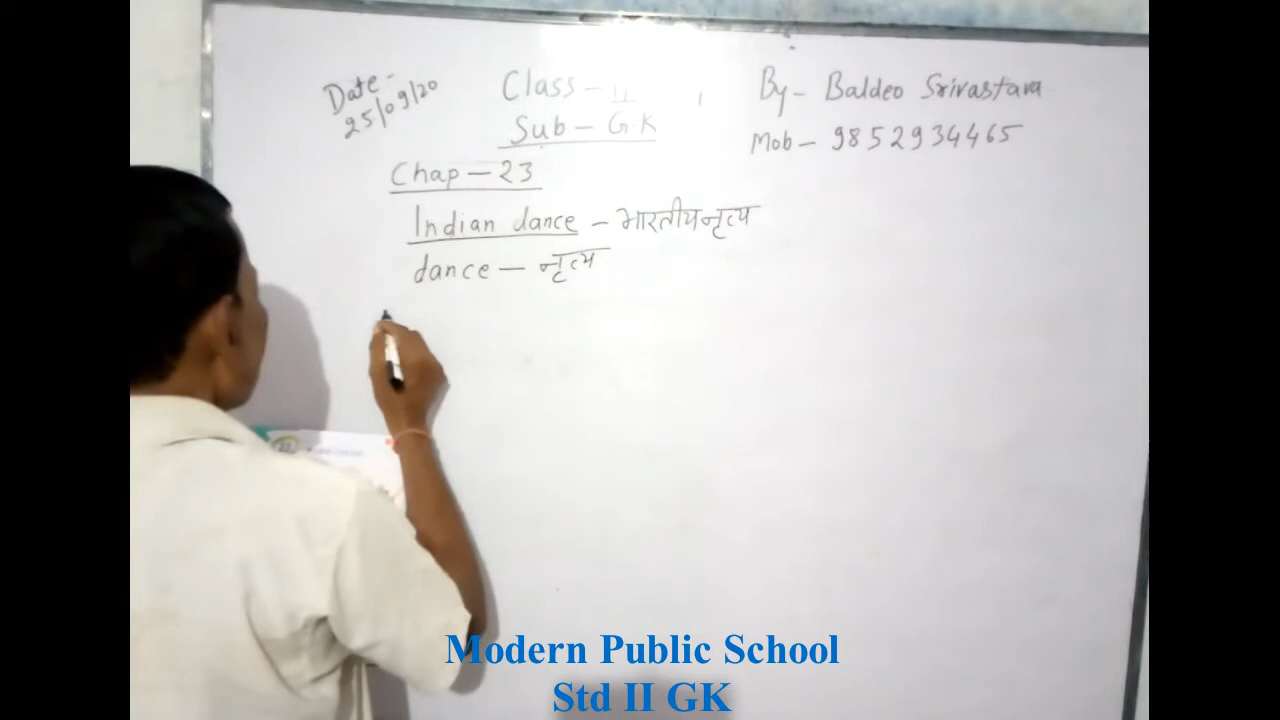 Date-
25/09/20
Class - II
Sub - G.K
By - Baldeo Srivastava
Mob - 9852934465
Chap - 23
Indian dance - भारतीय नृत्य
dance - नृत्य
Modern Public School
Std II GK